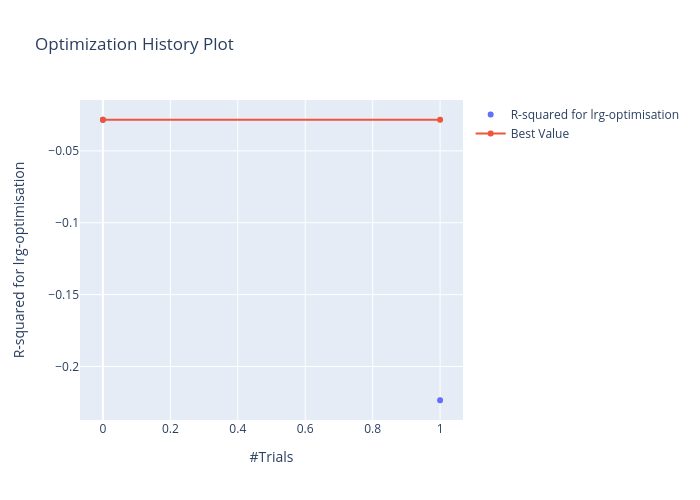 Optimization History Plot
R-squared for lrg-optimisation
Best Value
R-squared for lrg-optimisation
−0.05
−0.1
−0.15
−0.2
0 0.2 0.4 0.6 0.8 1
#Trials